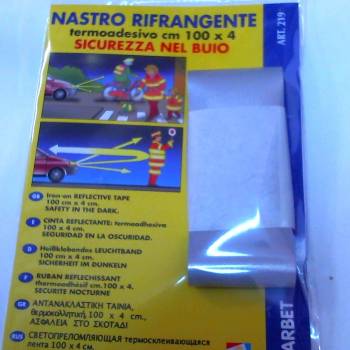 NASTRO RIFRANGENTE
termoadesivo cm 100 x 4
SICUREZZA NEL BUIO
ART. 219
GB Iron-on REFLECTIVE TAPE
100 cm x 4 cm.
SAFETY IN THE DARK.
E CINTA REFLECTANTE: termoadhesiva
100 x 4 cm.
SEGURIDAD EN LA OSCURIDAD.
D Heißklebendes LEUCHTBAND
100 cm x 4 cm.
SICHERHEIT IM DUNKELN
F RUBAN REFLECHISSANT
thermoadhésif cm.100 x 4.
SECURITE NOCTURNE
GR ΑΝΤΑΝΑΚΛΑΣΤΙΚΗ ΤΑΙΝΙΑ,
θερμοκολλητική, 100 x 4 cm.,
ΑΣΦΑΛΕΙΑ ΣΤΟ ΣΚΟΤΑΔΙ
RUS СВЕТОПРЕЛОМЛЯЮЩАЯ термосклеивающаяся
лента 100 x 4 см.
MARBET